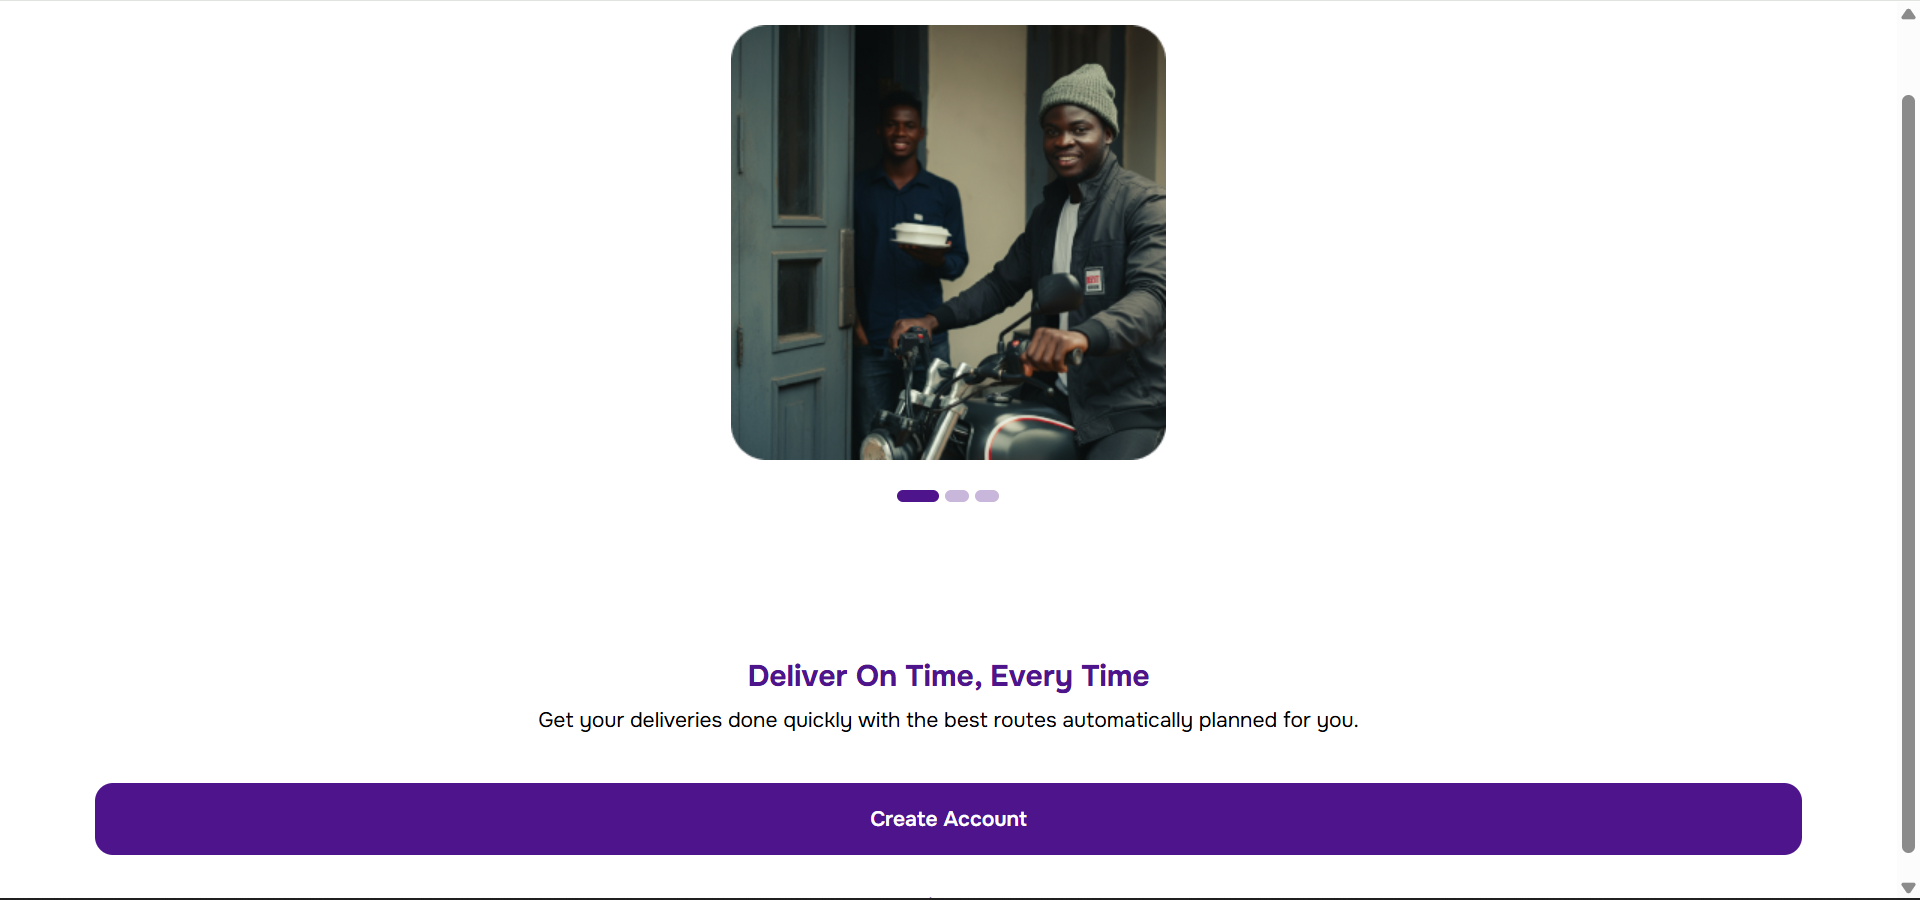 Deliver On Time, Every Time
Get your deliveries done quickly with the best routes automatically planned for you.
Create Account